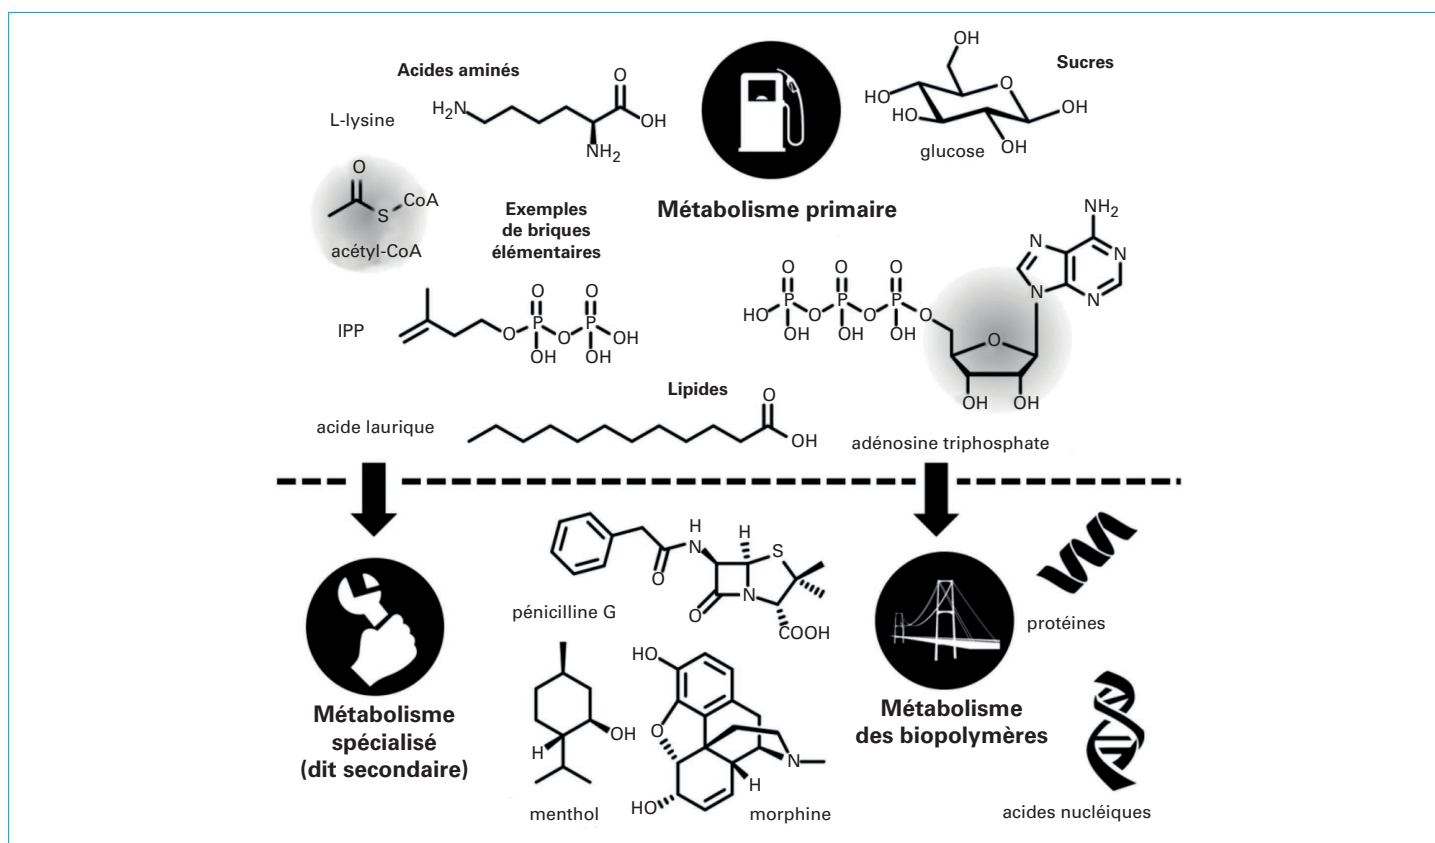 Acides aminés
L-lysine
H₂N
O
OH
NH₂
OH
O
HO
HO
OH
OH
Sucres
glucose
Métabolisme primaire
O
S
CoA
acétyl-CoA
Exemples
de briques
élémentaires
IPP
O
O
O
P
P
O
OH
OH
OH
O
O
O
HO
P
P
P
O
O
O
OH
OH
OH
NH₂
N
N
N
N
O
OH
OH
adénosine triphosphate
Lipides
acide laurique
O
OH
H
N
O
H
S
N
O
COOH
pénicilline G
protéines
Métabolisme
spécialisé
(dit secondaire)
OH
H
menthol
HO
O
HO
N
H
morphine
Métabolisme
des biopolymères
acides nucléiques